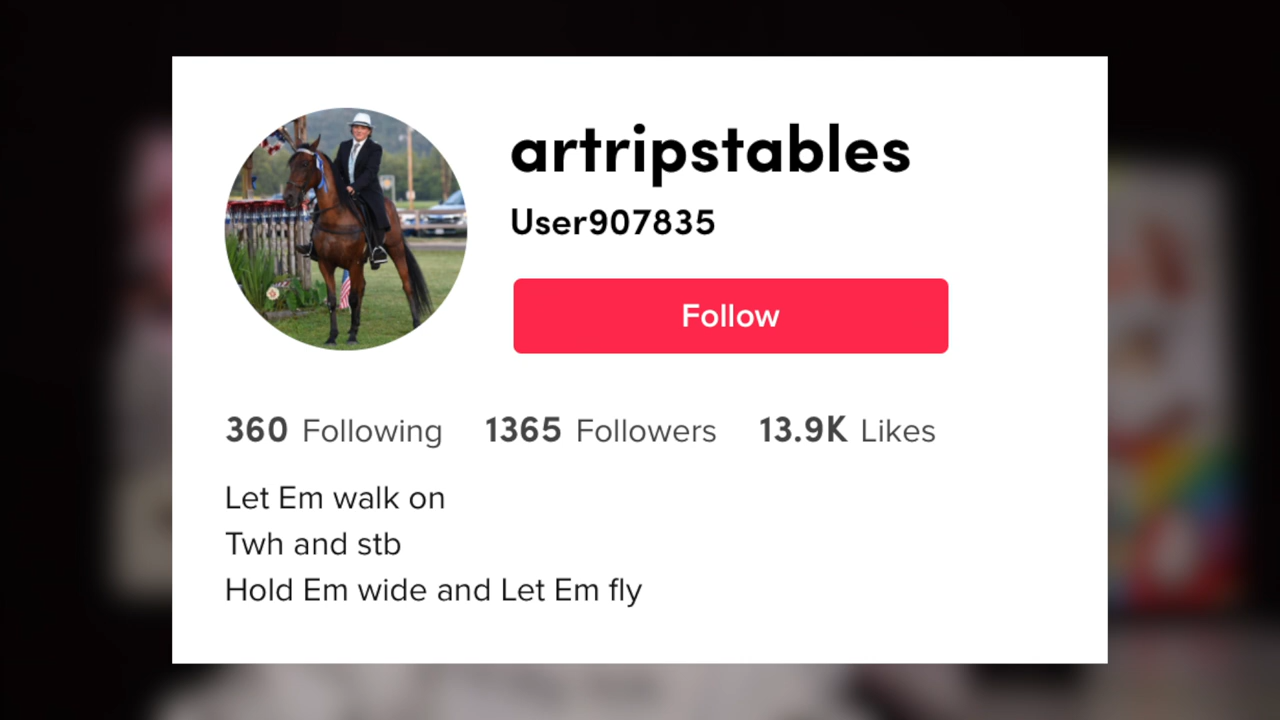 artripstables
User907835
Follow
360 Following 1365 Followers 13.9K Likes
Let Em walk on
Twh and stb
Hold Em wide and Let Em fly